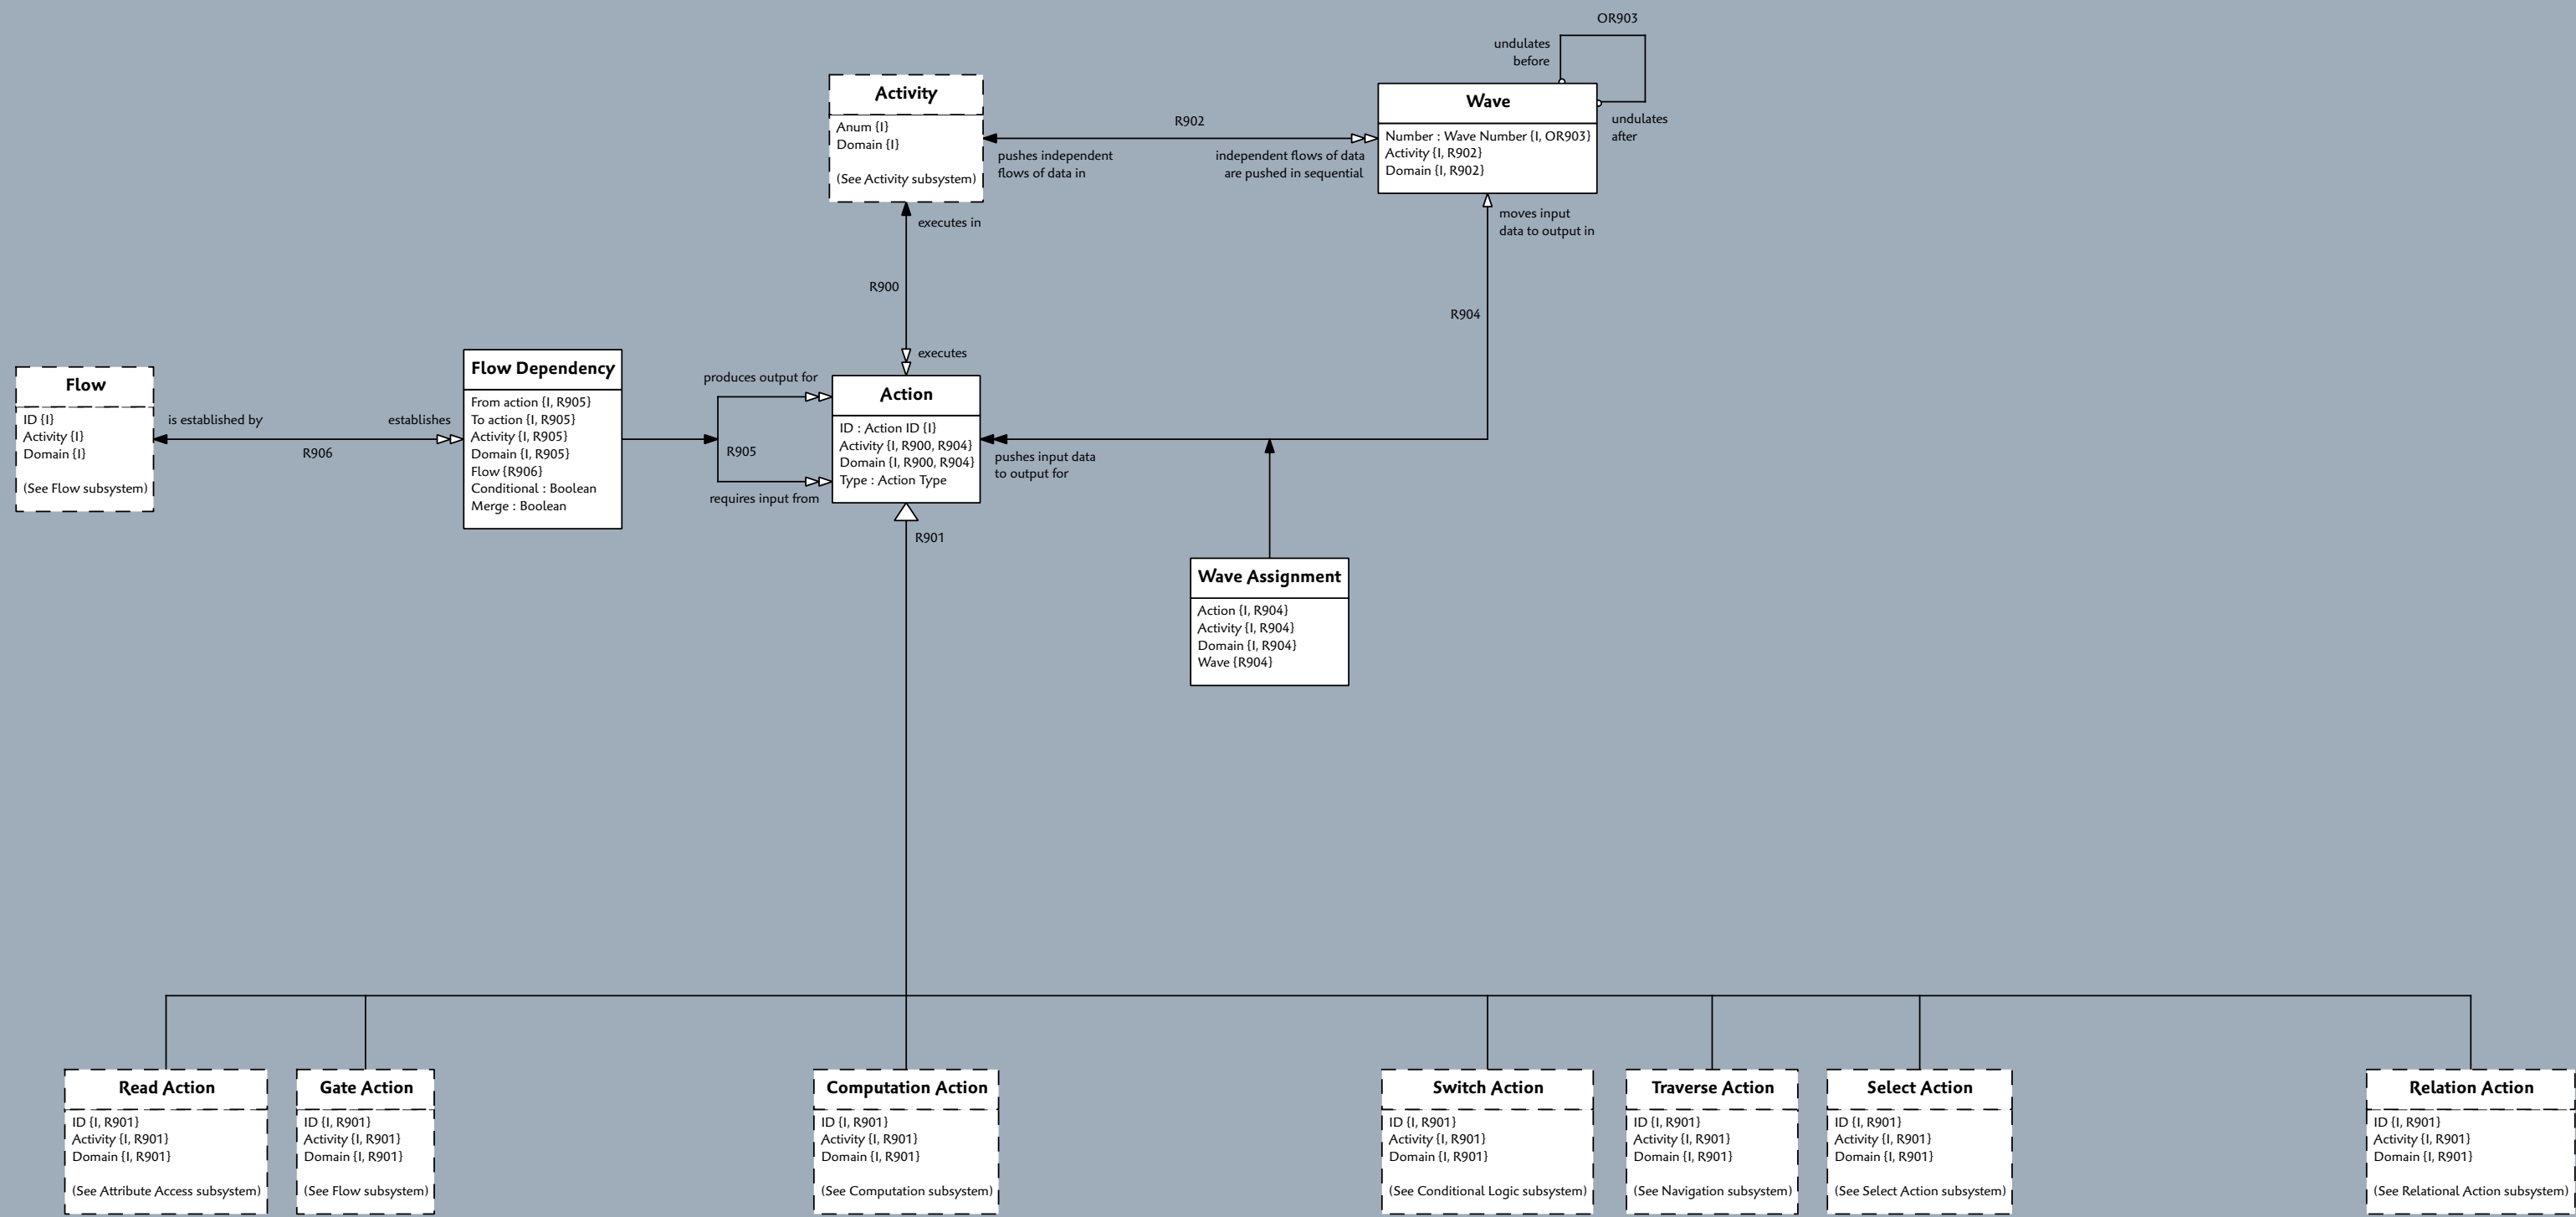 OR903
undulates
before
Wave
Number : Wave Number {I, OR903}
Activity {I, R902}
Domain {I, R902}
undulates
after
Activity
Anum {I}
Domain {I}
(See Activity subsystem)
R902
pushes independent
flows of data in
independent flows of data
are pushed in sequential
moves input
data to output in
executes in
R900
executes
R904
Flow
ID {I}
Activity {I}
Domain {I}
(See Flow subsystem)
is established by
establishes
R906
Flow Dependency
From action {I, R905}
To action {I, R905}
Activity {I, R905}
Domain {I, R905}
Flow {R906}
Conditional : Boolean
Merge : Boolean
produces output for
R905
requires input from
Action
ID : Action ID {I}
Activity {I, R900, R904}
Domain {I, R900, R904}
Type : Action Type
pushes input data
to output for
R901
Wave Assignment
Action {I, R904}
Activity {I, R904}
Domain {I, R904}
Wave {R904}
Read Action
ID {I, R901}
Activity {I, R901}
Domain {I, R901}
(See Attribute Access subsystem)
Gate Action
ID {I, R901}
Activity {I, R901}
Domain {I, R901}
(See Flow subsystem)
Computation Action
ID {I, R901}
Activity {I, R901}
Domain {I, R901}
(See Computation subsystem)
Switch Action
ID {I, R901}
Activity {I, R901}
Domain {I, R901}
(See Conditional Logic subsystem)
Traverse Action
ID {I, R901}
Activity {I, R901}
Domain {I, R901}
(See Navigation subsystem)
Select Action
ID {I, R901}
Activity {I, R901}
Domain {I, R901}
(See Select Action subsystem)
Relation Action
ID {I, R901}
Activity {I, R901}
Domain {I, R901}
(See Relational Action subsystem)